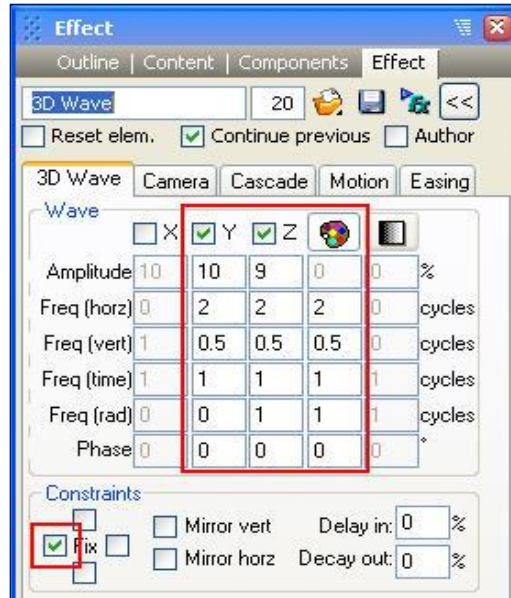 Effect
Outline | Content | Components | Effect
3D Wave 20 Fx <<
Reset elem. Continue previous Author
3D Wave Camera Cascade Motion Easing
Wave
X Y Z
Amplitude 10 10 9 0 0 %
Freq (horz) 0 2 2 2 0 cycles
Freq (vert) 1 0.5 0.5 0.5 0 cycles
Freq (time) 1 1 1 1 1 cycles
Freq (rad) 0 0 1 1 1 cycles
Phase 0 0 0 0 0 °
Constraints
Fix Mirror vert Delay in: 0 %
Mirror horz Decay out: 0 %